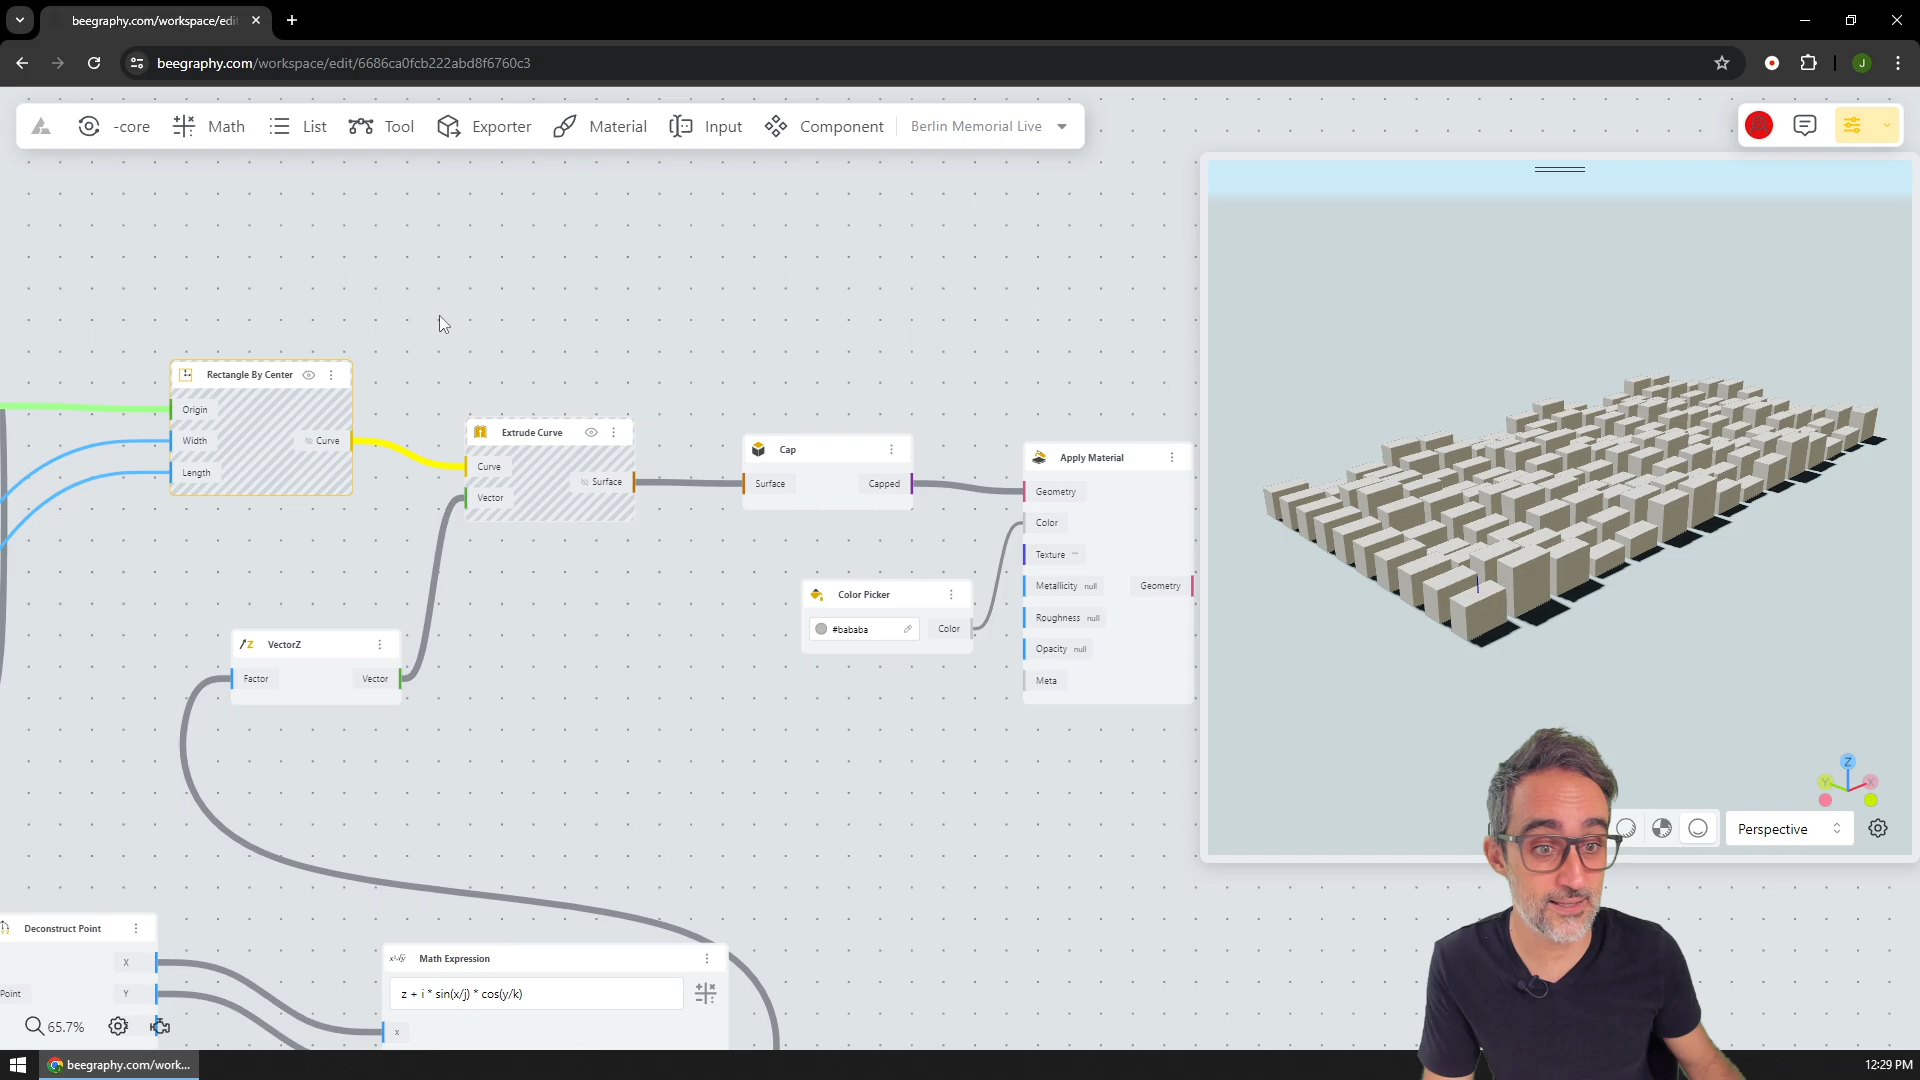 beegraphy.com/workspace/edi
beegraphy.com/workspace/edit/6686ca0fcb222abd8f6760c3
J
-core
Math
List
Tool
Exporter
Material
Input
Component
Berlin Memorial Live
Rectangle By Center
Origin
Width
Length
Curve
Extrude Curve
Curve
Vector
Surface
Cap
Surface
Capped
Apply Material
Geometry
Color
Texture
Metallicity null
Roughness null
Opacity null
Meta
Geometry
Color Picker
#bababa
Color
VectorZ
Factor
Vector
Deconstruct Point
X
Y
Point
Math Expression
z + i * sin(x/j) * cos(y/k)
x
65.7%
Z
Y
X
Perspective
beegraphy.com/work...
12:29 PM